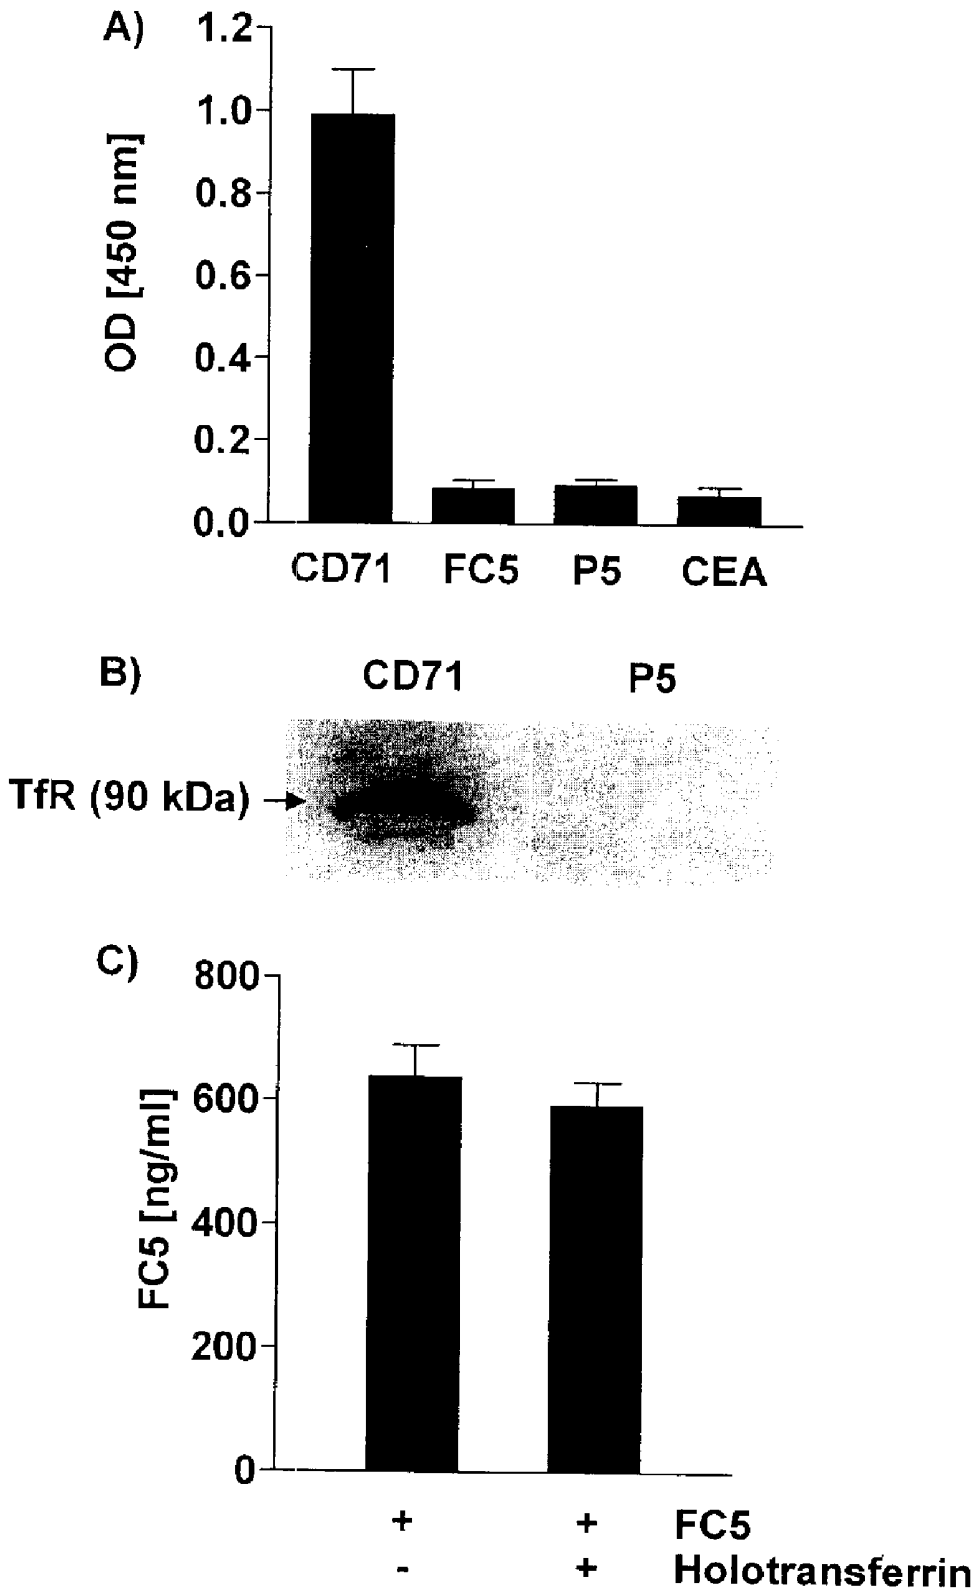 A)
1.2
1.0
0.8
0.6
0.4
0.2
0.0
OD [450 nm]
CD71 FC5 P5 CEA
B)
CD71 P5
TfR (90 kDa)
C)
800
600
400
200
0
FC5 [ng/ml]
+ + FC5
- + Holotransferrin